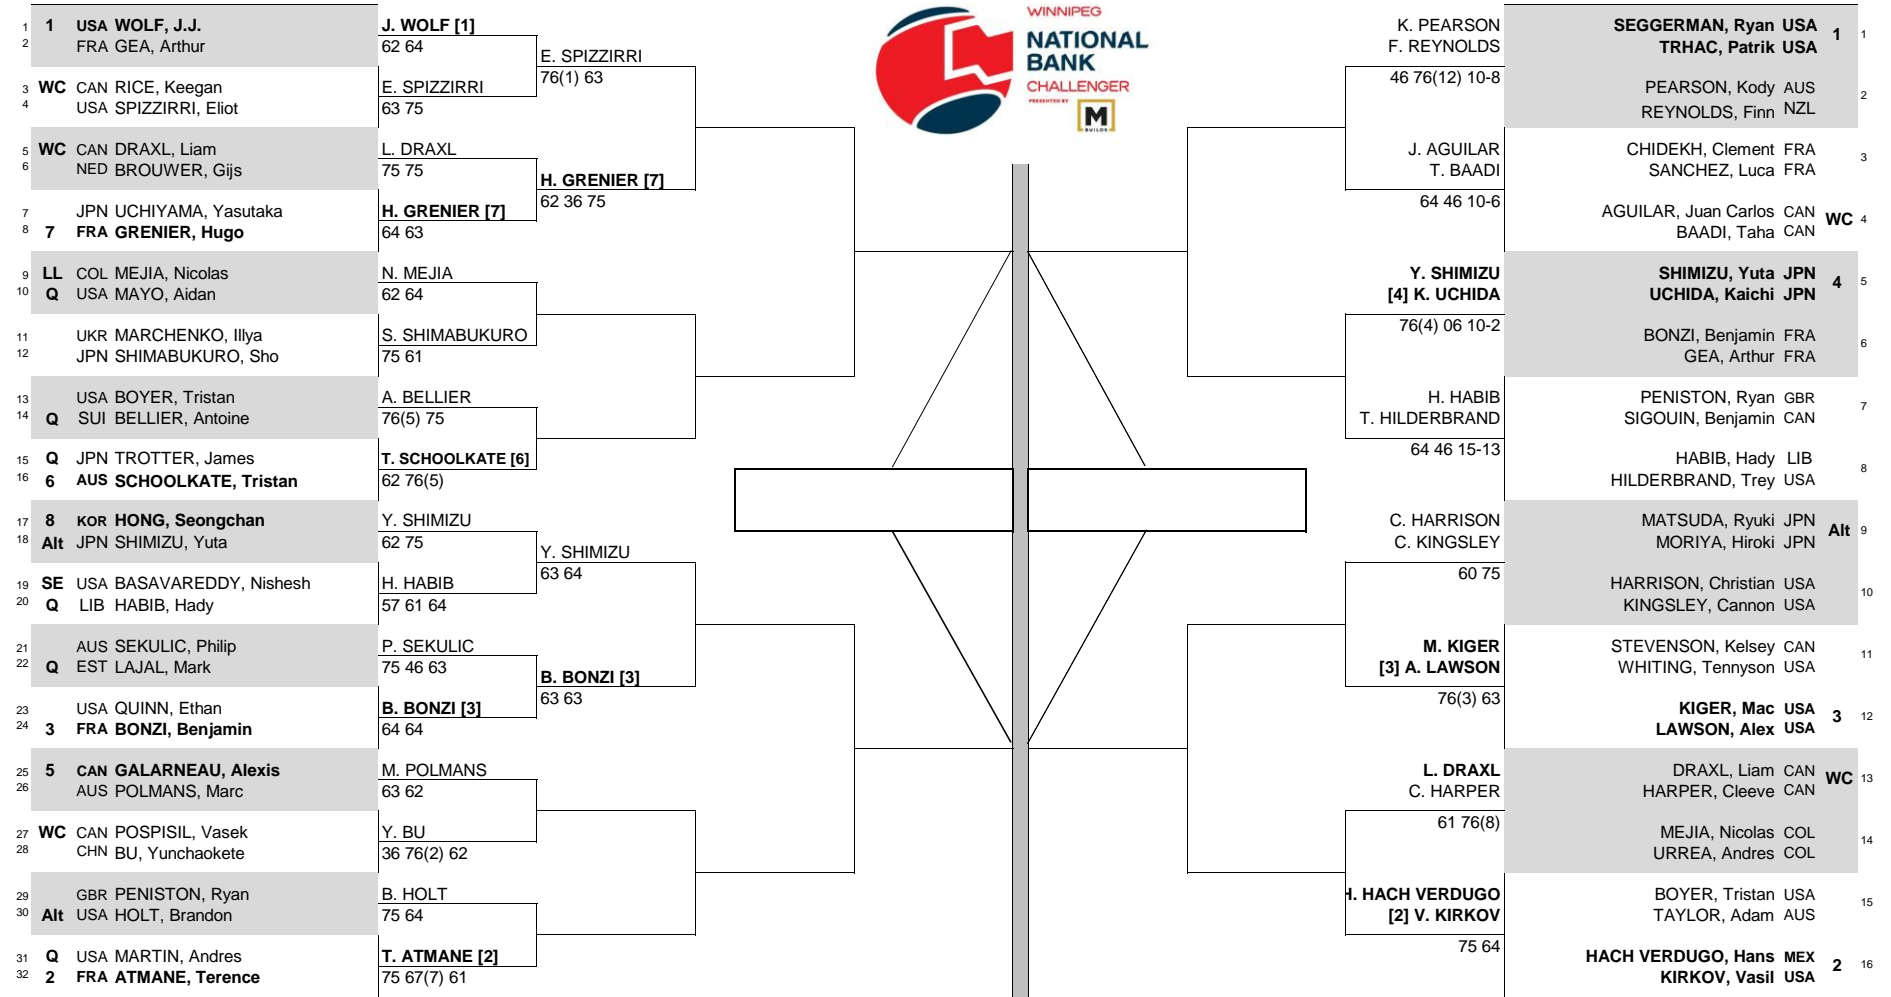 WINNIPEG
NATIONAL
BANK
CHALLENGER
PRESENTED BY
M
BUILDS
1 1 USA WOLF, J.J.
2 FRA GEA, Arthur
3 WC CAN RICE, Keegan
4 USA SPIZZIRRI, Eliot
5 WC CAN DRAXL, Liam
6 NED BROUWER, Gijs
7 JPN UCHIYAMA, Yasutaka
8 7 FRA GRENIER, Hugo
9 LL COL MEJIA, Nicolas
10 Q USA MAYO, Aidan
11 UKR MARCHENKO, Illya
12 JPN SHIMABUKURO, Sho
13 USA BOYER, Tristan
14 Q SUI BELLIER, Antoine
15 Q JPN TROTTER, James
16 6 AUS SCHOOLKATE, Tristan
17 8 KOR HONG, Seongchan
18 Alt JPN SHIMIZU, Yuta
19 SE USA BASAVAREDDY, Nishesh
20 Q LIB HABIB, Hady
21 AUS SEKULIC, Philip
22 Q EST LAJAL, Mark
23 USA QUINN, Ethan
24 3 FRA BONZI, Benjamin
25 5 CAN GALARNEAU, Alexis
26 AUS POLMANS, Marc
27 WC CAN POSPISIL, Vasek
28 CHN BU, Yunchaokete
29 GBR PENISTON, Ryan
30 Alt USA HOLT, Brandon
31 Q USA MARTIN, Andres
32 2 FRA ATMANE, Terence
J. WOLF [1]
62 64
E. SPIZZIRRI
63 75
L. DRAXL
75 75
H. GRENIER [7]
64 63
N. MEJIA
62 64
S. SHIMABUKURO
75 61
A. BELLIER
76(5) 75
T. SCHOOLKATE [6]
62 76(5)
Y. SHIMIZU
62 75
H. HABIB
57 61 64
P. SEKULIC
75 46 63
B. BONZI [3]
64 64
M. POLMANS
63 62
Y. BU
36 76(2) 62
B. HOLT
75 64
T. ATMANE [2]
75 67(7) 61
E. SPIZZIRRI
76(1) 63
H. GRENIER [7]
62 36 75
Y. SHIMIZU
63 64
B. BONZI [3]
63 63
K. PEARSON
F. REYNOLDS
46 76(12) 10-8
J. AGUILAR
T. BAADI
64 46 10-6
Y. SHIMIZU
[4] K. UCHIDA
76(4) 06 10-2
H. HABIB
T. HILDERBRAND
64 46 15-13
C. HARRISON
C. KINGSLEY
60 75
M. KIGER
[3] A. LAWSON
76(3) 63
L. DRAXL
C. HARPER
61 76(8)
H. HACH VERDUGO
[2] V. KIRKOV
75 64
SEGGERMAN, Ryan USA 1 1
TRHAC, Patrik USA
PEARSON, Kody AUS 2
REYNOLDS, Finn NZL
CHIDEKH, Clement FRA 3
SANCHEZ, Luca FRA
AGUILAR, Juan Carlos CAN WC 4
BAADI, Taha CAN
SHIMIZU, Yuta JPN 4 5
UCHIDA, Kaichi JPN
BONZI, Benjamin FRA 6
GEA, Arthur FRA
PENISTON, Ryan GBR 7
SIGOUIN, Benjamin CAN
HABIB, Hady LIB 8
HILDERBRAND, Trey USA
MATSUDA, Ryuki JPN Alt 9
MORIYA, Hiroki JPN
HARRISON, Christian USA 10
KINGSLEY, Cannon USA
STEVENSON, Kelsey CAN 11
WHITING, Tennyson USA
KIGER, Mac USA 3 12
LAWSON, Alex USA
DRAXL, Liam CAN WC 13
HARPER, Cleeve CAN
MEJIA, Nicolas COL 14
URREA, Andres COL
BOYER, Tristan USA 15
TAYLOR, Adam AUS
HACH VERDUGO, Hans MEX 2 16
KIRKOV, Vasil USA